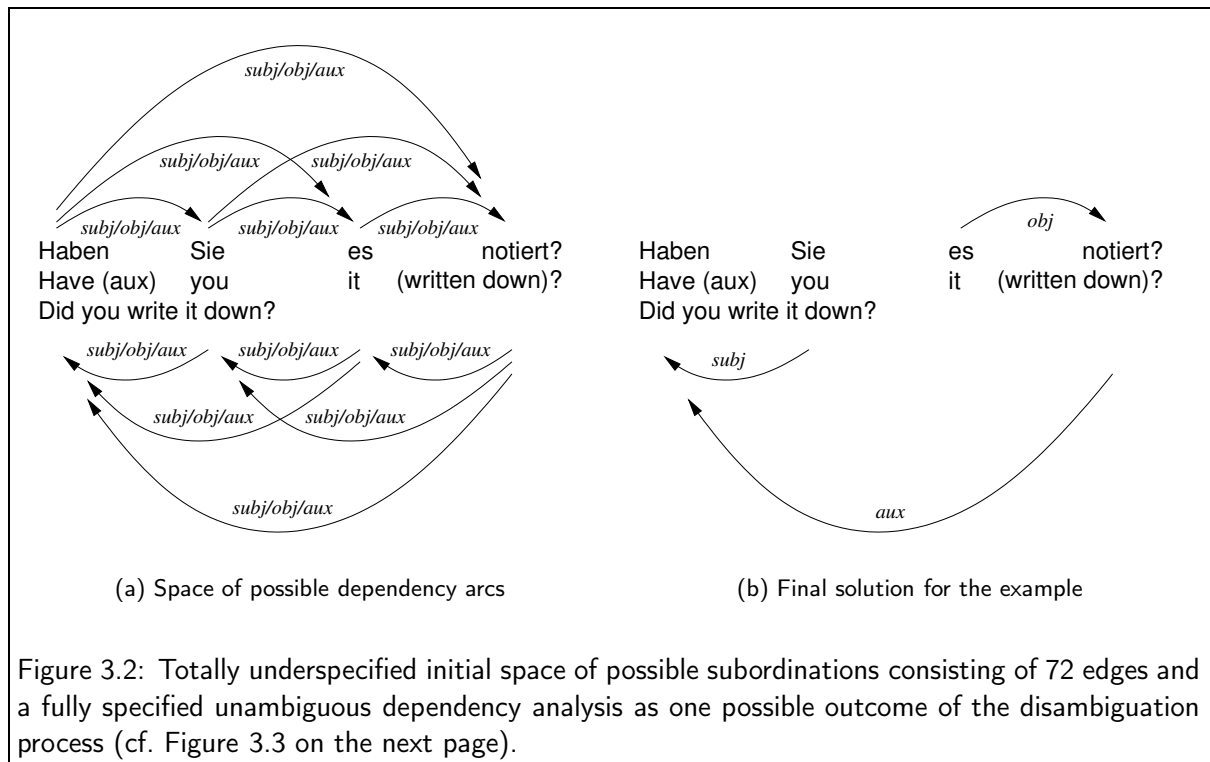 subj/obj/aux
subj/obj/aux subj/obj/aux
subj/obj/aux subj/obj/aux subj/obj/aux
Haben Sie es notiert?
Have (aux) you it (written down)?
Did you write it down?
subj/obj/aux subj/obj/aux subj/obj/aux
subj/obj/aux subj/obj/aux
subj/obj/aux
(a) Space of possible dependency arcs
obj
Haben Sie es notiert?
Have (aux) you it (written down)?
Did you write it down?
subj
aux
(b) Final solution for the example
Figure 3.2: Totally underspecified initial space of possible subordinations consisting of 72 edges and
a fully specified unambiguous dependency analysis as one possible outcome of the disambiguation
process (cf. Figure 3.3 on the next page).